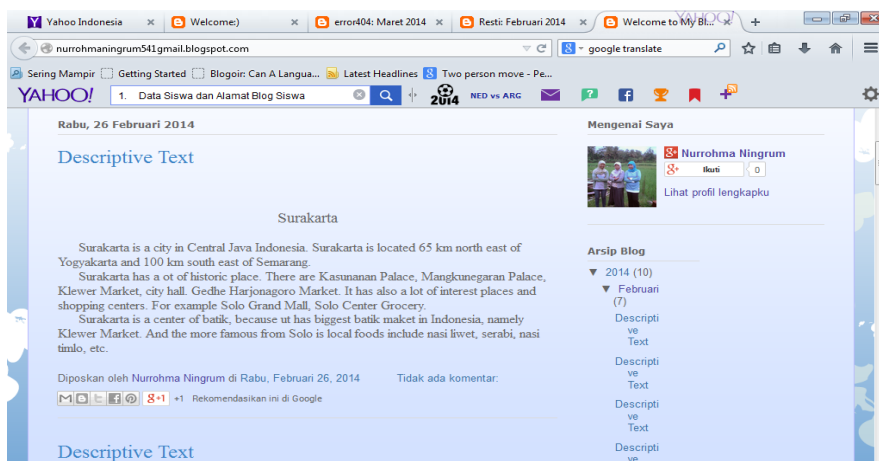 Yahoo Indonesia
Welcome:)
error404: Maret 2014
Resti: Februari 2014
Welcome to My Bl...
nurrohmaningrum541gmail.blogspot.com
google translate
Sering Mampir Getting Started Blogoir: Can A Langua... Latest Headlines Two person move - Pe...
YAHOO! 1. Data Siswa dan Alamat Blog Siswa 2014 NED vs ARG
Rabu, 26 Februari 2014
Descriptive Text
Surakarta
Surakarta is a city in Central Java Indonesia. Surakarta is located 65 km north east of
Yogyakarta and 100 km south east of Semarang.
Surakarta has a ot of historic place. There are Kasunanan Palace, Mangkunegaran Palace,
Klewer Market, city hall. Gedhe Harjonagoro Market. It has also a lot of interest places and
shopping centers. For example Solo Grand Mall, Solo Center Grocery.
Surakarta is a center of batik, because ut has biggest batik maket in Indonesia, namely
Klewer Market. And the more famous from Solo is local foods include nasi liwet, serabi, nasi
timlo, etc.
Diposkan oleh Nurrohma Ningrum di Rabu, Februari 26, 2014 Tidak ada komentar:
+1 Rekomendasikan ini di Google
Descriptive Text
Mengenai Saya
Nurrohma Ningrum
Ikuti 0
Lihat profil lengkapku
Arsip Blog
▼ 2014 (10)
▼ Februari
(7)
Descripti
ve
Text
Descripti
ve
Text
Descripti
ve
Text
Descripti
ve